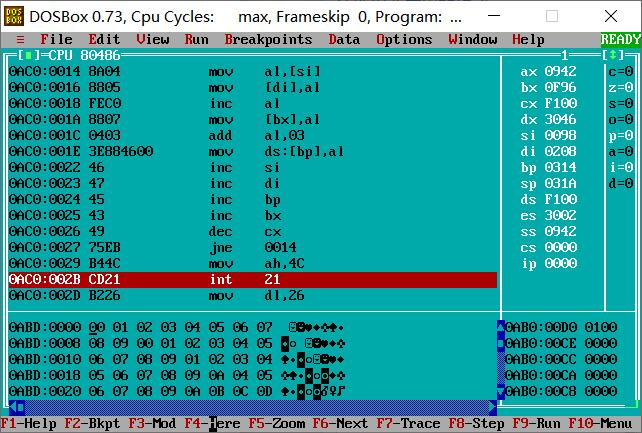 DOSBox 0.73, Cpu Cycles: max, Frameskip 0, Program: ...
≡ File Edit View Run Breakpoints Data Options Window Help READY
[■]=CPU 80486 1 [↕]
0AC0:0014 8A04 mov al,[si] ax 0942 c=0
0AC0:0016 8805 mov [di],al bx 0F96 z=0
0AC0:0018 FEC0 inc al cx F100 s=0
0AC0:001A 8807 mov [bx],al dx 3046 o=0
0AC0:001C 0403 add al,03 si 0098 p=0
0AC0:001E 3E884600 mov ds:[bp],al di 0208 a=0
0AC0:0022 46 inc si bp 0314 i=0
0AC0:0023 47 inc di sp 031A d=0
0AC0:0024 45 inc bp ds F100
0AC0:0025 43 inc bx es 3002
0AC0:0026 49 dec cx ss 0942
0AC0:0027 75EB jne 0014 cs 0000
0AC0:0029 B44C mov ah,4C ip 0000
0AC0:002B CD21 int 21
0AC0:002D B226 mov dl,26
0ABD:0000 00 01 02 03 04 05 06 07 0AB0:00D0 0100
0ABD:0008 08 09 00 01 02 03 04 05 0AB0:00CE 0000
0ABD:0010 06 07 08 09 01 02 03 04 0AB0:00CC 0000
0ABD:0018 05 06 07 08 09 0A 04 05 0AB0:00CA 0000
0ABD:0020 06 07 08 09 0A 0B 0C 0D 0AB0:00C8 0000
F1-Help F2-Bkpt F3-Mod F4-Here F5-Zoom F6-Next F7-Trace F8-Step F9-Run F10-Menu